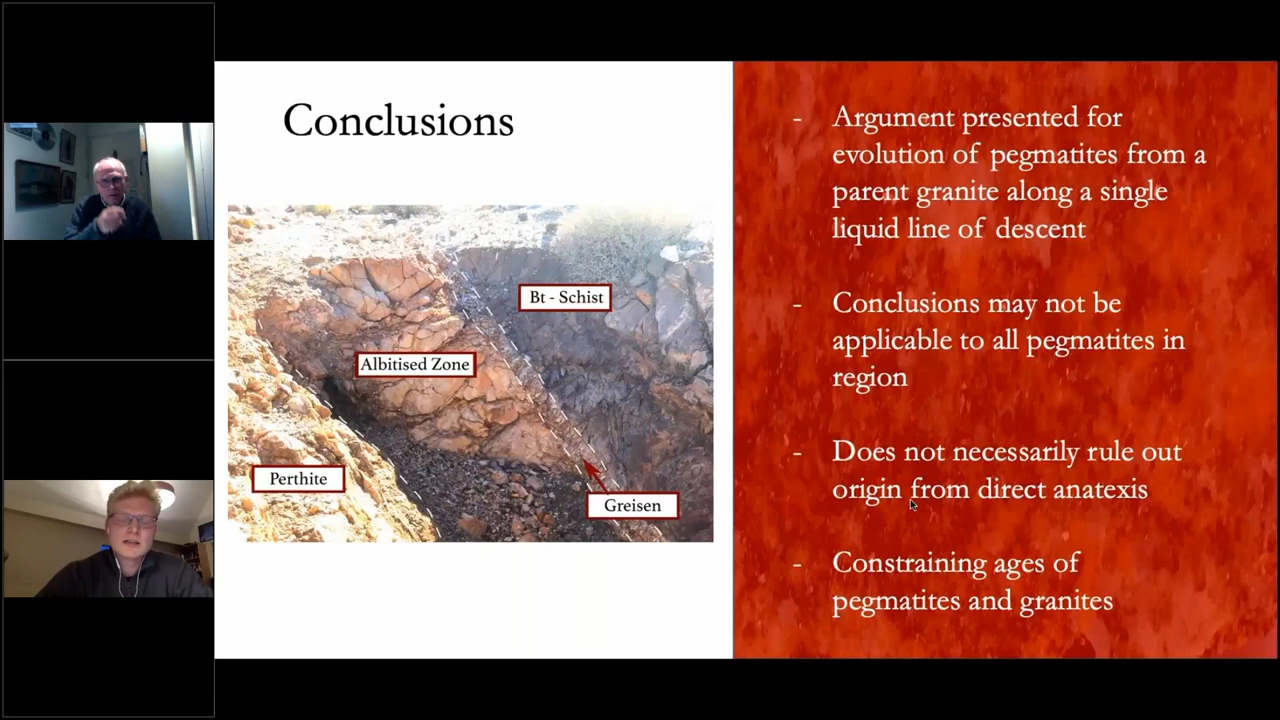 Conclusions
Bt - Schist
Albitised Zone
Perthite
Greisen
- Argument presented for
evolution of pegmatites from a
parent granite along a single
liquid line of descent
- Conclusions may not be
applicable to all pegmatites in
region
- Does not necessarily rule out
origin from direct anatexis
- Constraining ages of
pegmatites and granites